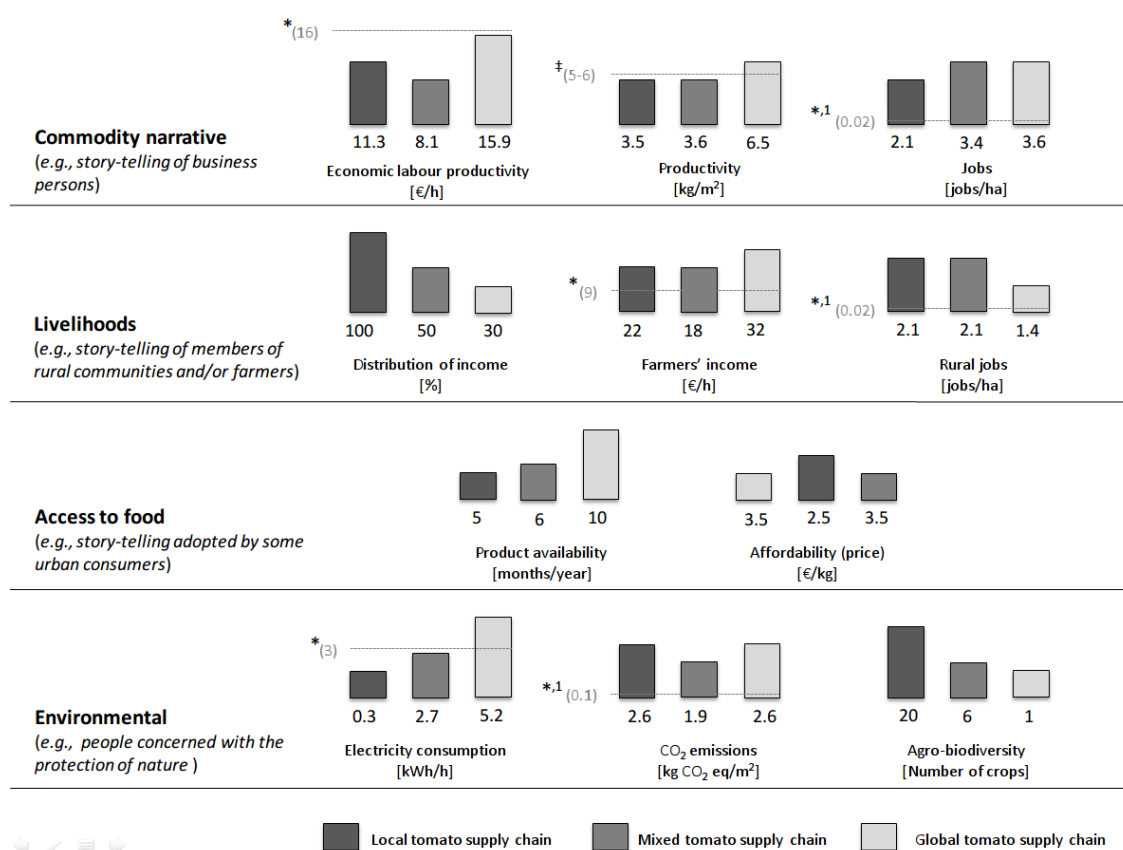 *(16)
‡(5-6)
*,1 (0.02)
Commodity narrative
(e.g., story-telling of business
persons)
11.3 8.1 15.9
Economic labour productivity
[€/h]
3.5 3.6 6.5
Productivity
[kg/m²]
2.1 3.4 3.6
Jobs
[jobs/ha]
*(9)
*,1 (0.02)
Livelihoods
(e.g., story-telling of members of
rural communities and/or farmers)
100 50 30
Distribution of income
[%]
22 18 32
Farmers' income
[€/h]
2.1 2.1 1.4
Rural jobs
[jobs/ha]
Access to food
(e.g., story-telling adopted by some
urban consumers)
5 6 10
Product availability
[months/year]
3.5 2.5 3.5
Affordability (price)
[€/kg]
*(3)
*,1 (0.1)
Environmental
(e.g., people concerned with the
protection of nature )
0.3 2.7 5.2
Electricity consumption
[kWh/h]
2.6 1.9 2.6
CO₂ emissions
[kg CO₂ eq/m²]
20 6 1
Agro-biodiversity
[Number of crops]
Local tomato supply chain
Mixed tomato supply chain
Global tomato supply chain